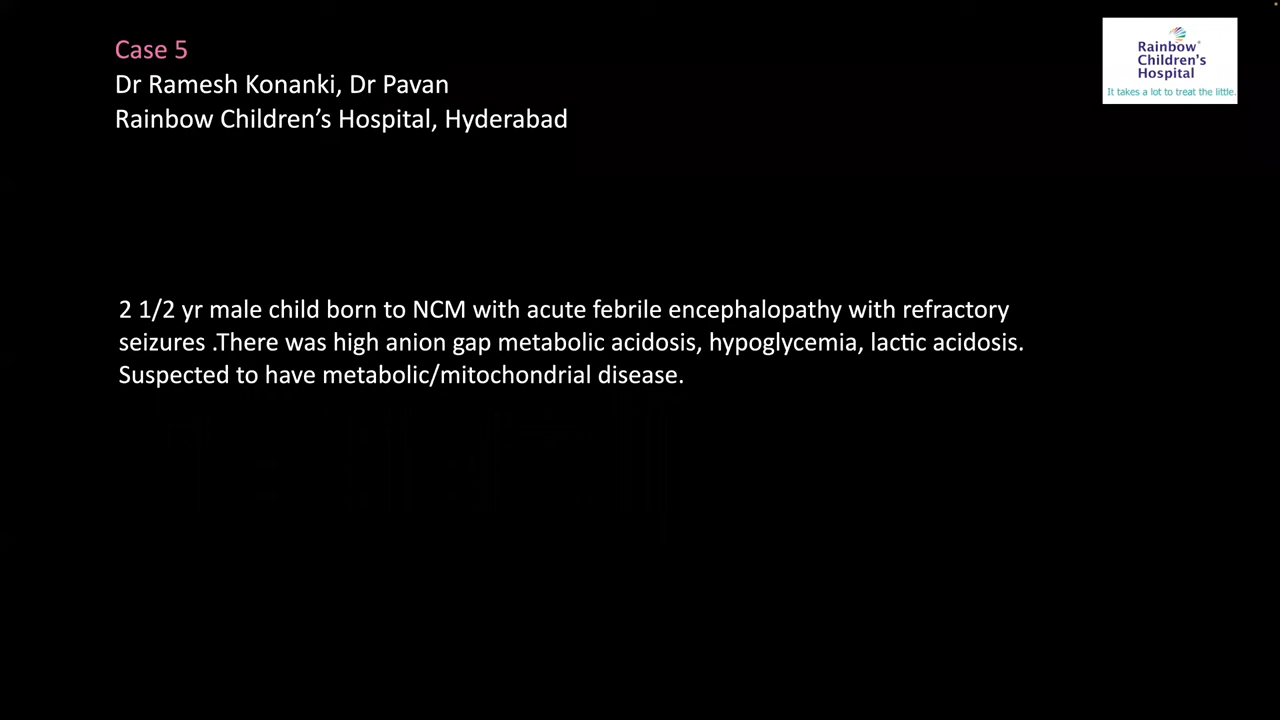 Case 5
Dr Ramesh Konanki, Dr Pavan
Rainbow Children’s Hospital, Hyderabad
Rainbow®
Children's
Hospital
It takes a lot to treat the little.
2 1/2 yr male child born to NCM with acute febrile encephalopathy with refractory
seizures .There was high anion gap metabolic acidosis, hypoglycemia, lactic acidosis.
Suspected to have metabolic/mitochondrial disease.